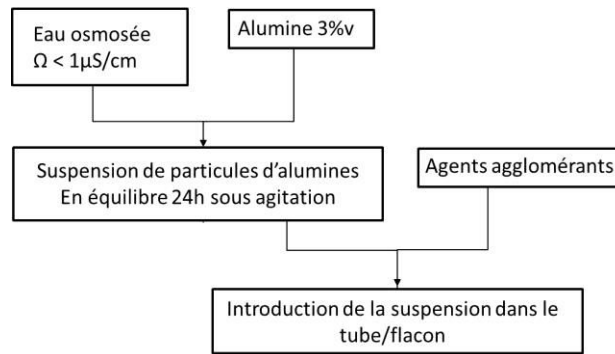 Eau osmosée
Ω < 1µS/cm
Alumine 3%v
Suspension de particules d'alumines
En équilibre 24h sous agitation
Agents agglomérants
Introduction de la suspension dans le
tube/flacon